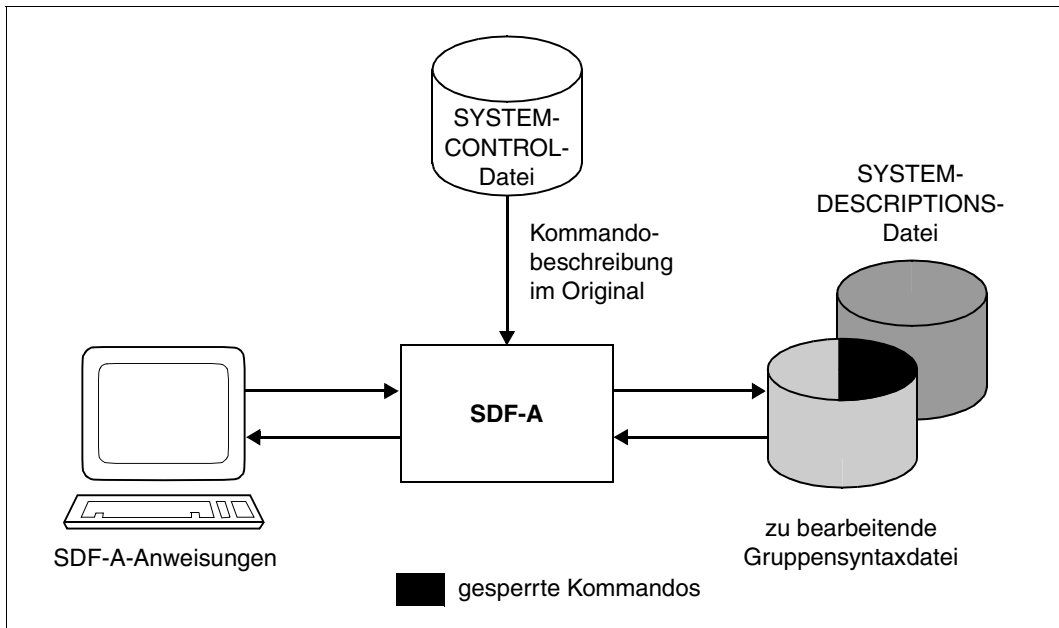 SYSTEM-
CONTROL-
Datei
SYSTEM-
DESCRIPTIONS-
Datei
Kommando-
beschreibung
im Original
SDF-A
SDF-A-Anweisungen
zu bearbeitende
Gruppensyntaxdatei
gesperrte Kommandos